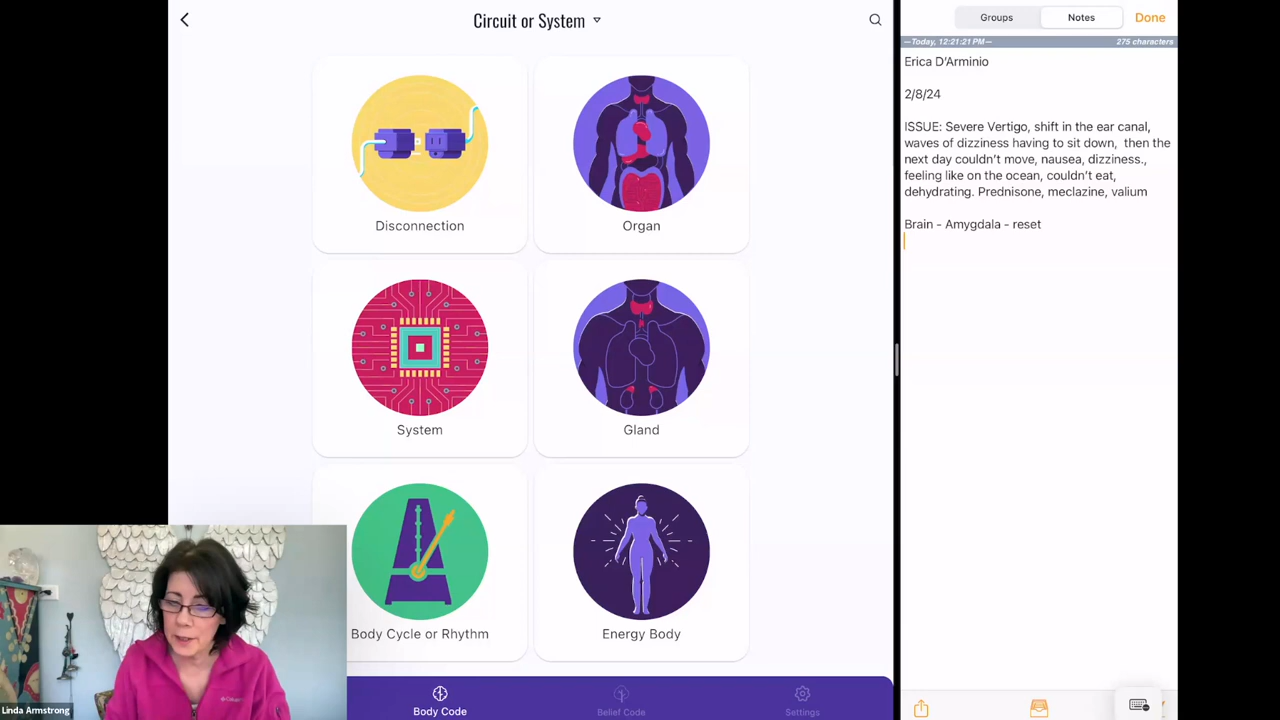 Circuit or System
Disconnection
Organ
System
Gland
Body Cycle or Rhythm
Energy Body
Body Code
Belief Code
Settings
Linda Armstrong
Groups
Notes
Done
—Today, 12:21:21 PM—
275 characters
Erica D'Arminio
2/8/24
ISSUE: Severe Vertigo, shift in the ear canal,
waves of dizziness having to sit down, then the
next day couldn't move, nausea, dizziness.,
feeling like on the ocean, couldn't eat,
dehydrating. Prednisone, meclazine, valium
Brain - Amygdala - reset